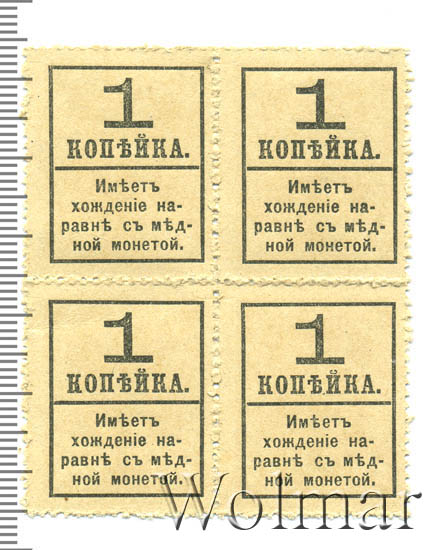 1 1
КОПѢЙКА. КОПѢЙКА.
Имѣетъ Имѣетъ
хожденіе на- хожденіе на-
равнѣ съ мѣд- равнѣ съ мѣд-
ной монетой. ной монетой.
1 1
КОПѢЙКА. КОПѢЙКА.
Имѣетъ Имѣетъ
хожденіе на- хожденіе на-
равнѣ съ мѣд- равнѣ съ мѣд-
ной монетой. ной монетой.
Wolmar